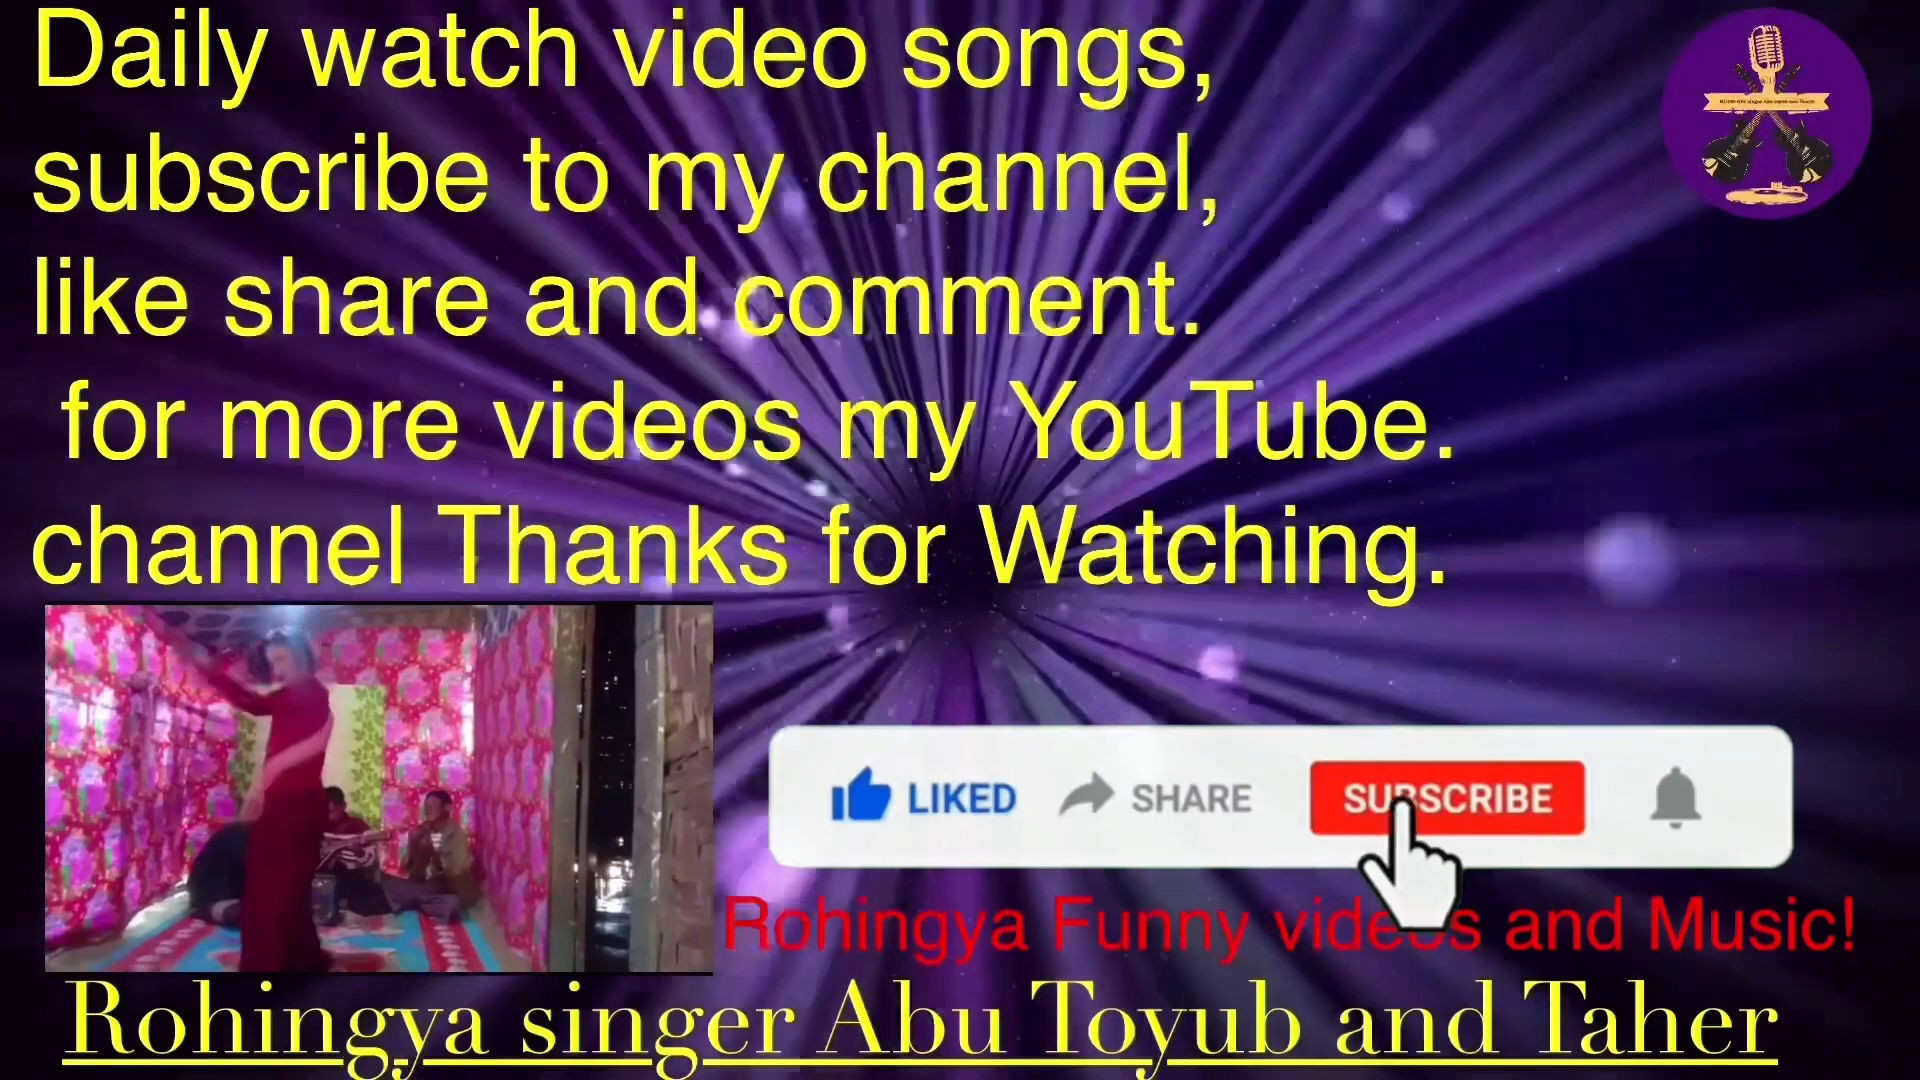 Daily watch video songs,
subscribe to my channel,
like share and comment.
for more videos my YouTube.
channel Thanks for Watching.
LIKED SHARE SUBSCRIBE
Rohingya Funny videos and Music!
Rohingya singer Abu Toyub and Taher